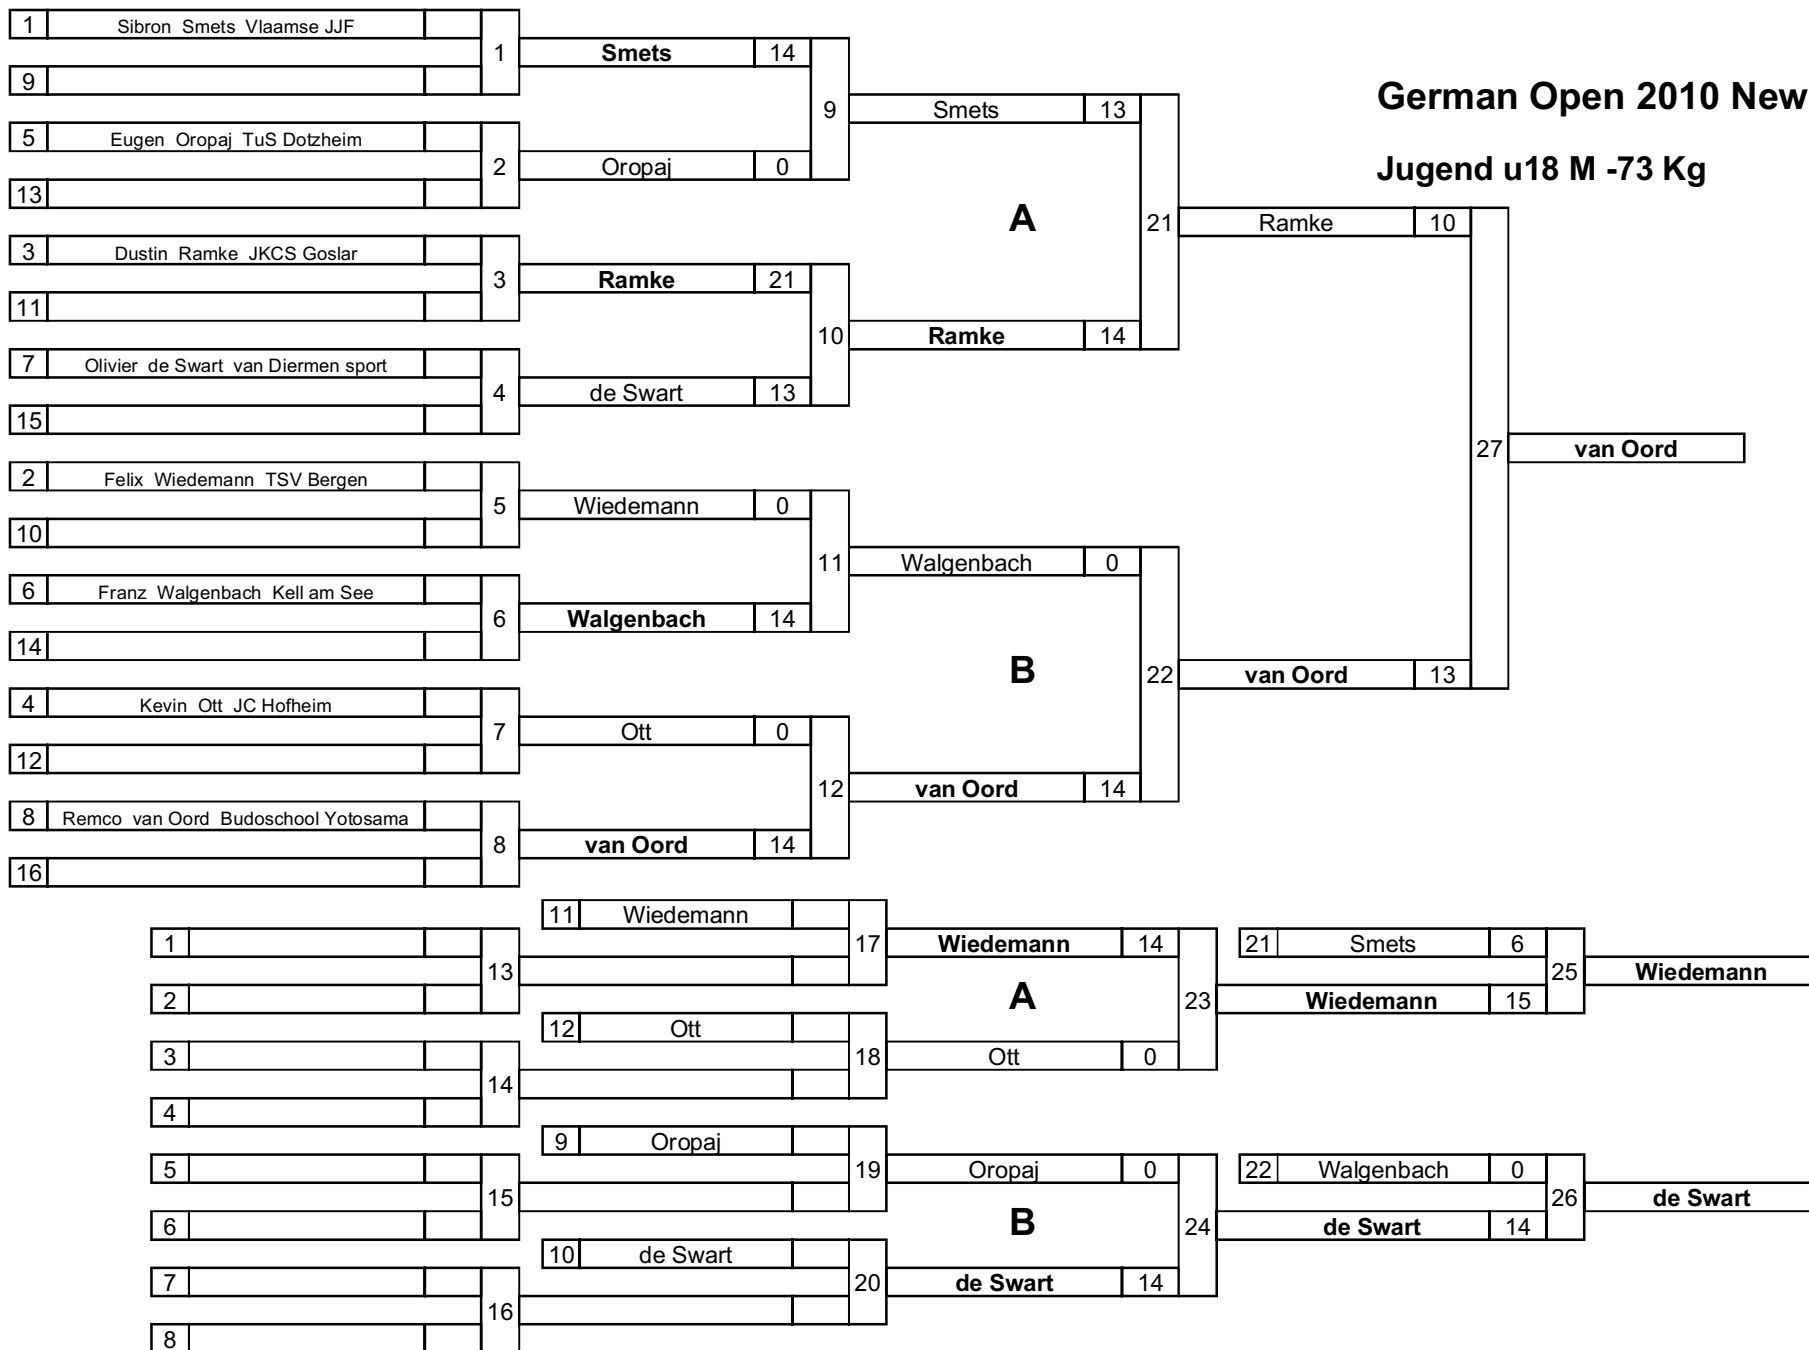 German Open 2010 New
Jugend u18 M -73 Kg
1 Sibron Smets Vlaamse JJF
1 Smets 14
9
9 Smets 13
5 Eugen Oropaj TuS Dotzheim
2 Oropaj 0
13
A
21 Ramke 10
3 Dustin Ramke JKCS Goslar
3 Ramke 21
11
10 Ramke 14
7 Olivier de Swart van Diermen sport
4 de Swart 13
15
27 van Oord
2 Felix Wiedemann TSV Bergen
5 Wiedemann 0
10
11 Walgenbach 0
6 Franz Walgenbach Kell am See
6 Walgenbach 14
14
B
22 van Oord 13
4 Kevin Ott JC Hofheim
7 Ott 0
12
12 van Oord 14
8 Remco van Oord Budoschool Yotosama
8 van Oord 14
16
11 Wiedemann
1
17 Wiedemann 14
21 Smets 6
13
25 Wiedemann
2
A
23 Wiedemann 15
12 Ott
3
18 Ott 0
14
4
9 Oropaj
5
19 Oropaj 0
22 Walgenbach 0
15
26 de Swart
6
B
24 de Swart 14
10 de Swart
7
20 de Swart 14
16
8